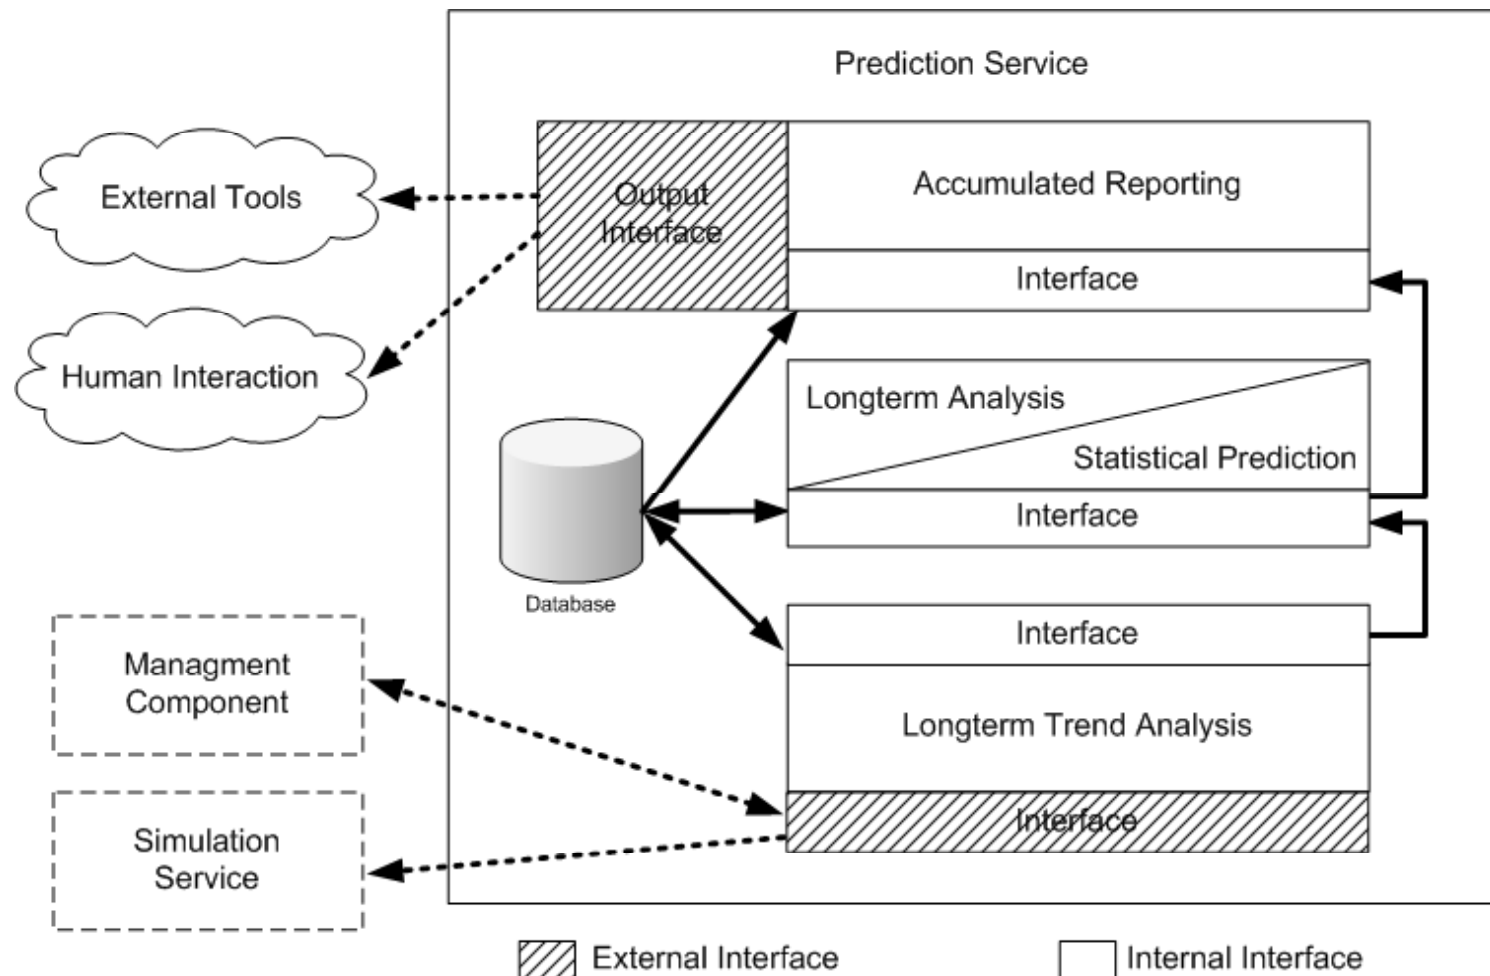 Prediction Service
External Tools
Output
Interface
Accumulated Reporting
Interface
Human Interaction
Longterm Analysis
Statistical Prediction
Interface
Database
Interface
Managment
Component
Longterm Trend Analysis
Simulation
Service
Interface
External Interface
Internal Interface